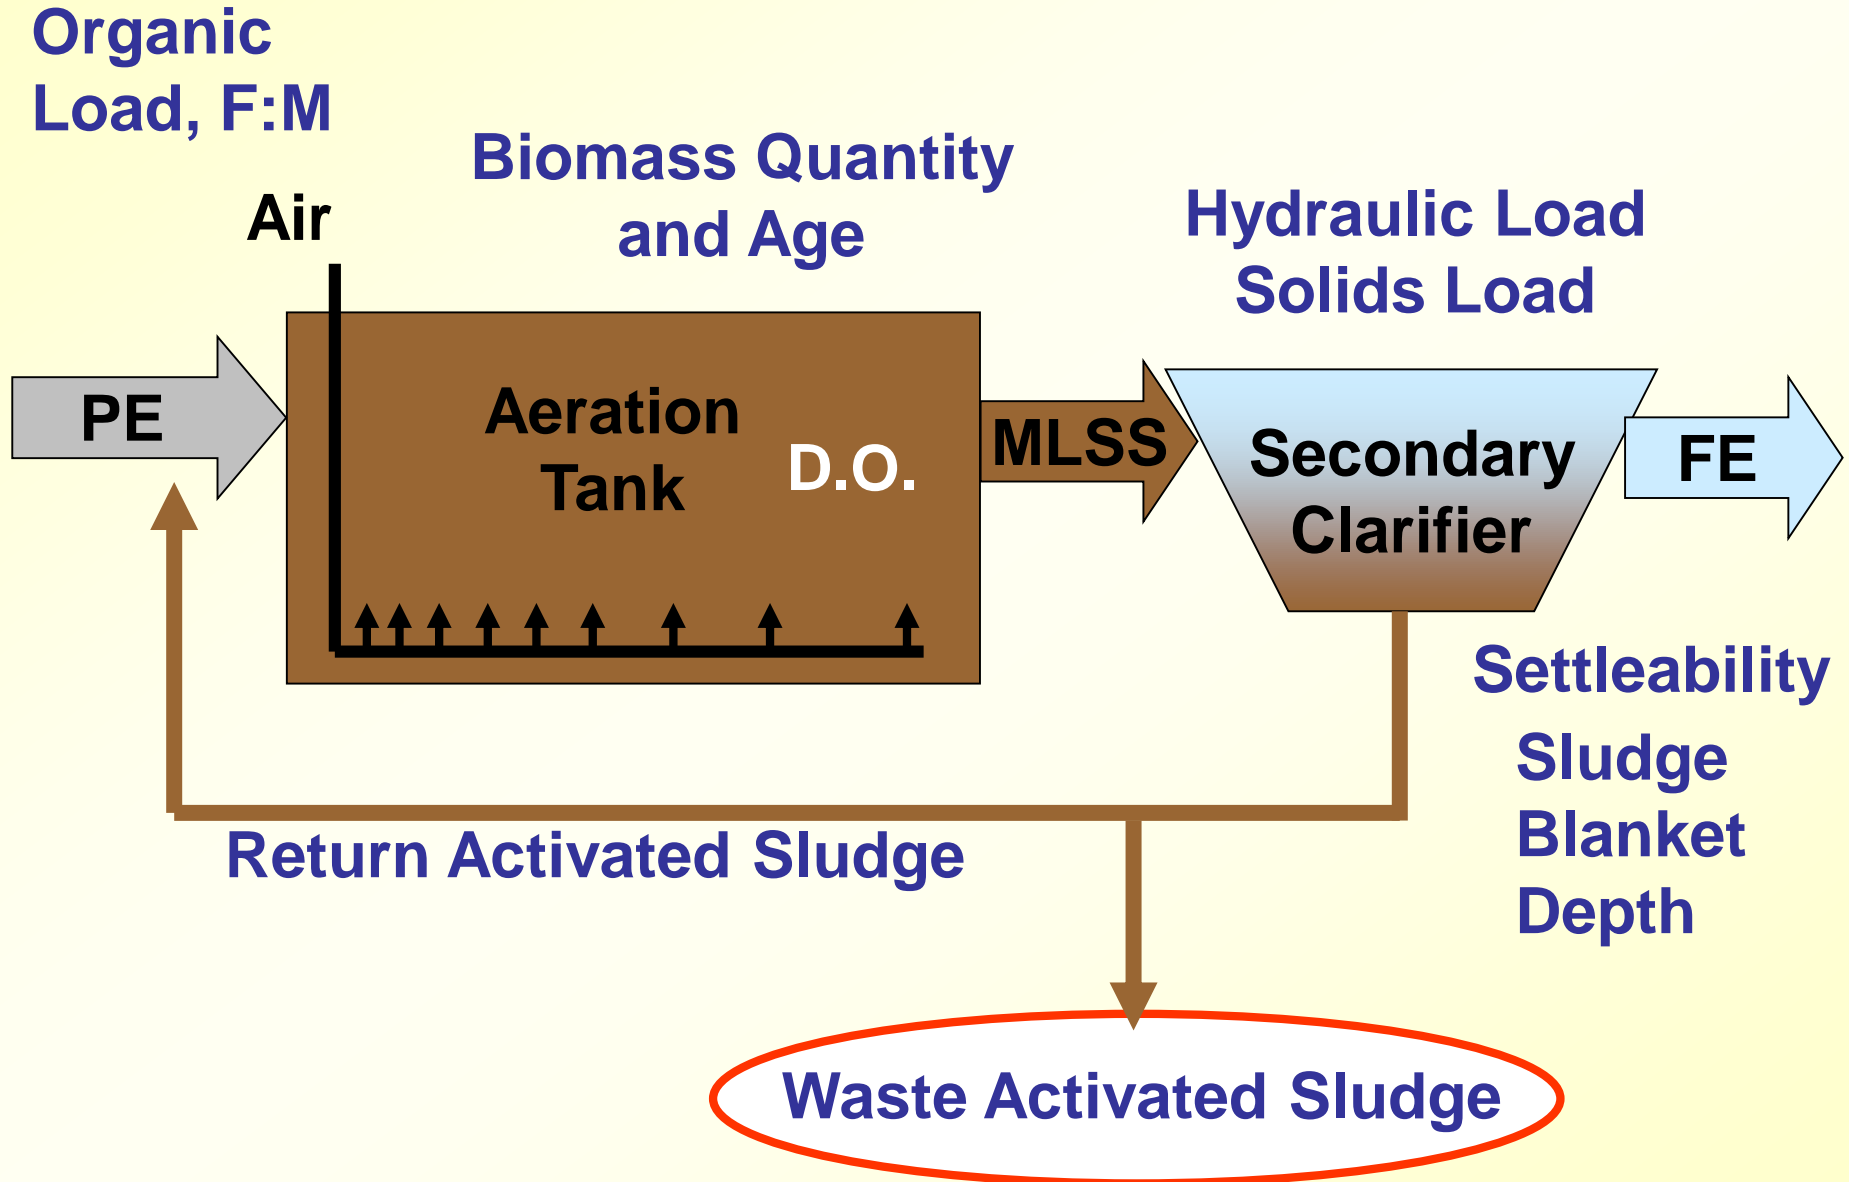 Organic
Load, F:M
Air
Biomass Quantity
and Age
Hydraulic Load
Solids Load
PE
Aeration
Tank
D.O.
MLSS
Secondary
Clarifier
FE
Settleability
Sludge
Blanket
Depth
Return Activated Sludge
Waste Activated Sludge